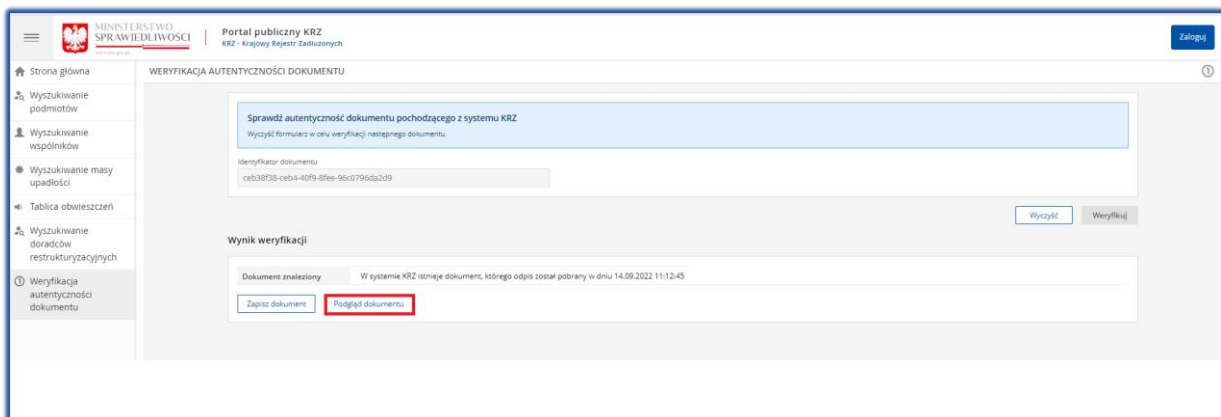 MINISTERSTWO
SPRAWIEDLIWOŚCI
Portal publiczny KRZ
KRZ - Krajowy Rejestr Zadłużonych
Zaloguj
Strona główna
Wyszukiwanie
podmiotów
Wyszukiwanie
wspólników
Wyszukiwanie masy
upadłości
Tablica obwieszczeń
Wyszukiwanie
doradców
restrukturyzacyjnych
Weryfikacja
autentyczności
dokumentu
WERYFIKACJA AUTENTYCZNOŚCI DOKUMENTU
Sprawdź autentyczność dokumentu pochodzącego z systemu KRZ
Wyczyść formularz w celu weryfikacji następnego dokumentu.
Identyfikator dokumentu
ceb38f38-ceb4-40f9-8fee-96c0796da2d9
Wyczyść Weryfikuj
Wynik weryfikacji
Dokument znaleziony W systemie KRZ istnieje dokument, którego odpis został pobrany w dniu 14.09.2022 11:12:45
Zapisz dokument Podgląd dokumentu